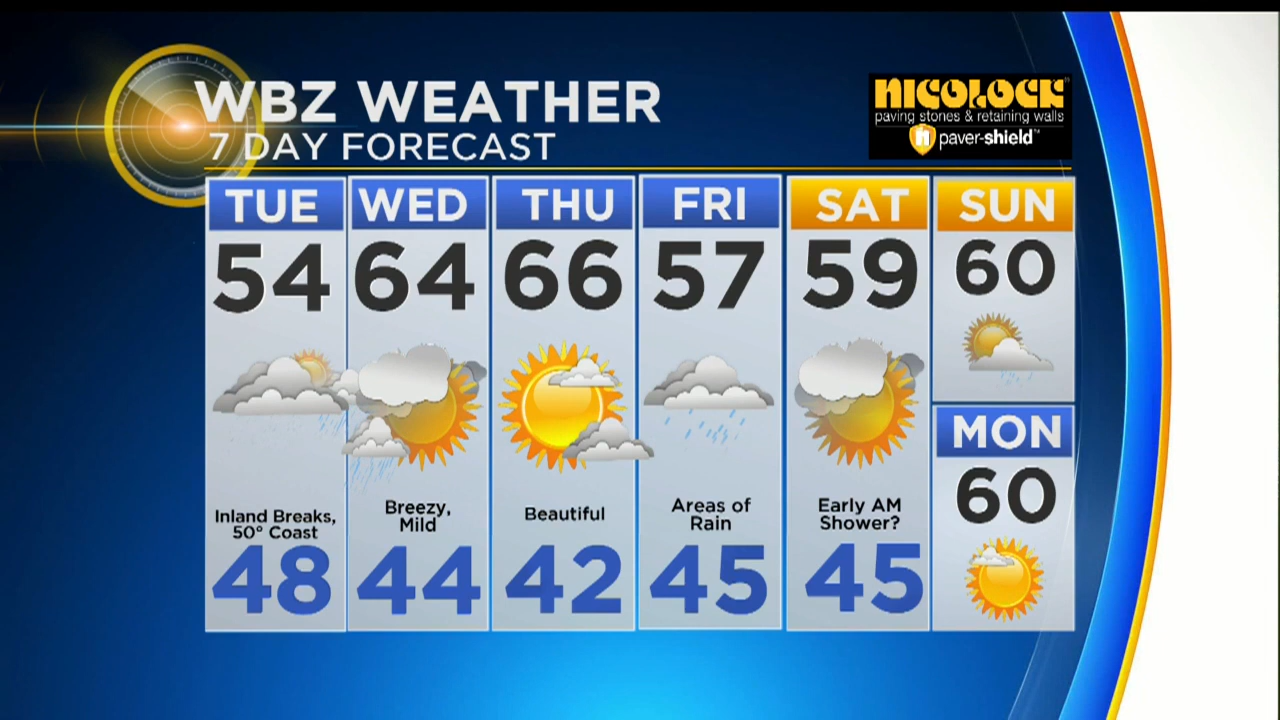 WBZ WEATHER
7 DAY FORECAST
NICOLOCK®
paving stones & retaining walls
n paver-shield™
TUE
54
Inland Breaks,
50° Coast
48
WED
64
Breezy,
Mild
44
THU
66
Beautiful
42
FRI
57
Areas of
Rain
45
SAT
59
Early AM
Shower?
45
SUN
60
MON
60